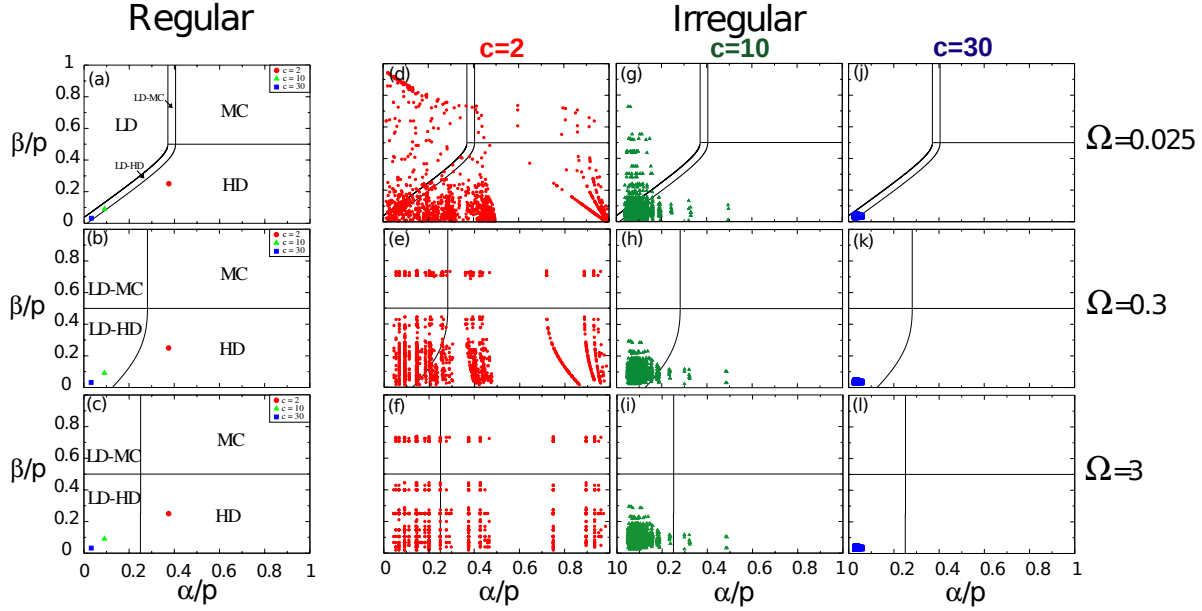 Regular
Irregular
c=2
c=10
c=30
1
0.8
0.6
0.4
0.2
0
β/p
(a)
LD
LD-MC
MC
LD-HD
HD
c = 2
c = 10
c = 30
(d)
(g)
(j)
Ω=0.025
0.8
0.6
0.4
0.2
0
β/p
(b)
LD-MC
MC
LD-HD
HD
c = 2
c = 10
c = 30
(e)
(h)
(k)
Ω=0.3
0.8
0.6
0.4
0.2
0
β/p
(c)
LD-MC
MC
LD-HD
HD
c = 2
c = 10
c = 30
(f)
(i)
(l)
Ω=3
0 0.2 0.4 0.6 0.8 1
α/p
0 0.2 0.4 0.6 0.8 1
α/p
0 0.2 0.4 0.6 0.8 1
α/p
0 0.2 0.4 0.6 0.8 1
α/p